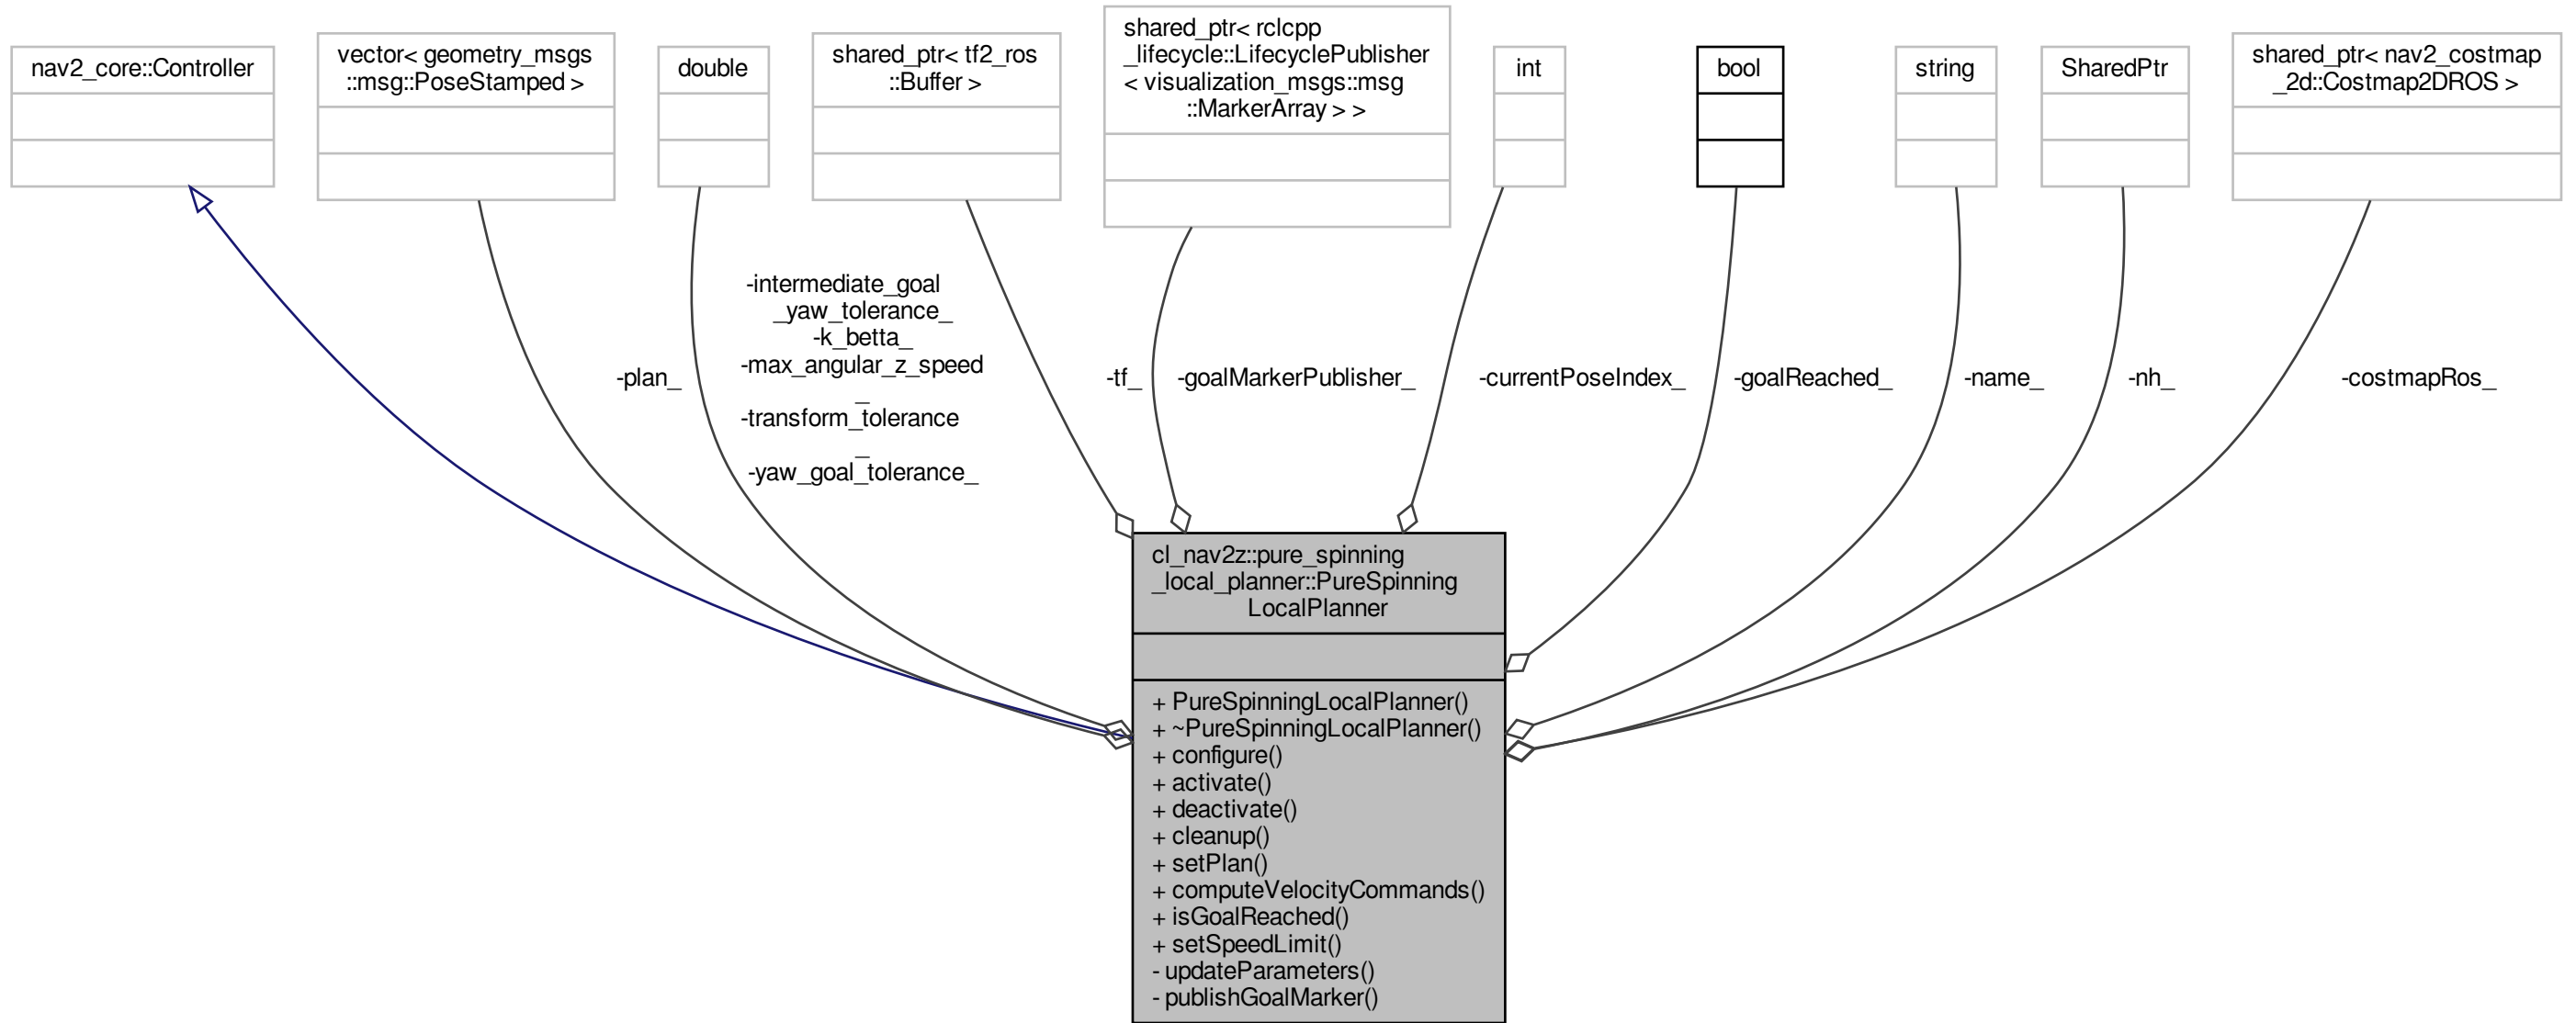 nav2_core::Controller
vector< geometry_msgs
::msg::PoseStamped >
double
shared_ptr< tf2_ros
::Buffer >
shared_ptr< rclcpp
_lifecycle::LifecyclePublisher
< visualization_msgs::msg
::MarkerArray > >
int
bool
string
SharedPtr
shared_ptr< nav2_costmap
_2d::Costmap2DROS >
-plan_
-intermediate_goal
_yaw_tolerance_
-k_betta_
-max_angular_z_speed
_
-transform_tolerance
_
-yaw_goal_tolerance_
-tf_
-goalMarkerPublisher_
-currentPoseIndex_
-goalReached_
-name_
-nh_
-costmapRos_
cl_nav2z::pure_spinning
_local_planner::PureSpinning
LocalPlanner
+ PureSpinningLocalPlanner()
+ ~PureSpinningLocalPlanner()
+ configure()
+ activate()
+ deactivate()
+ cleanup()
+ setPlan()
+ computeVelocityCommands()
+ isGoalReached()
+ setSpeedLimit()
- updateParameters()
- publishGoalMarker()